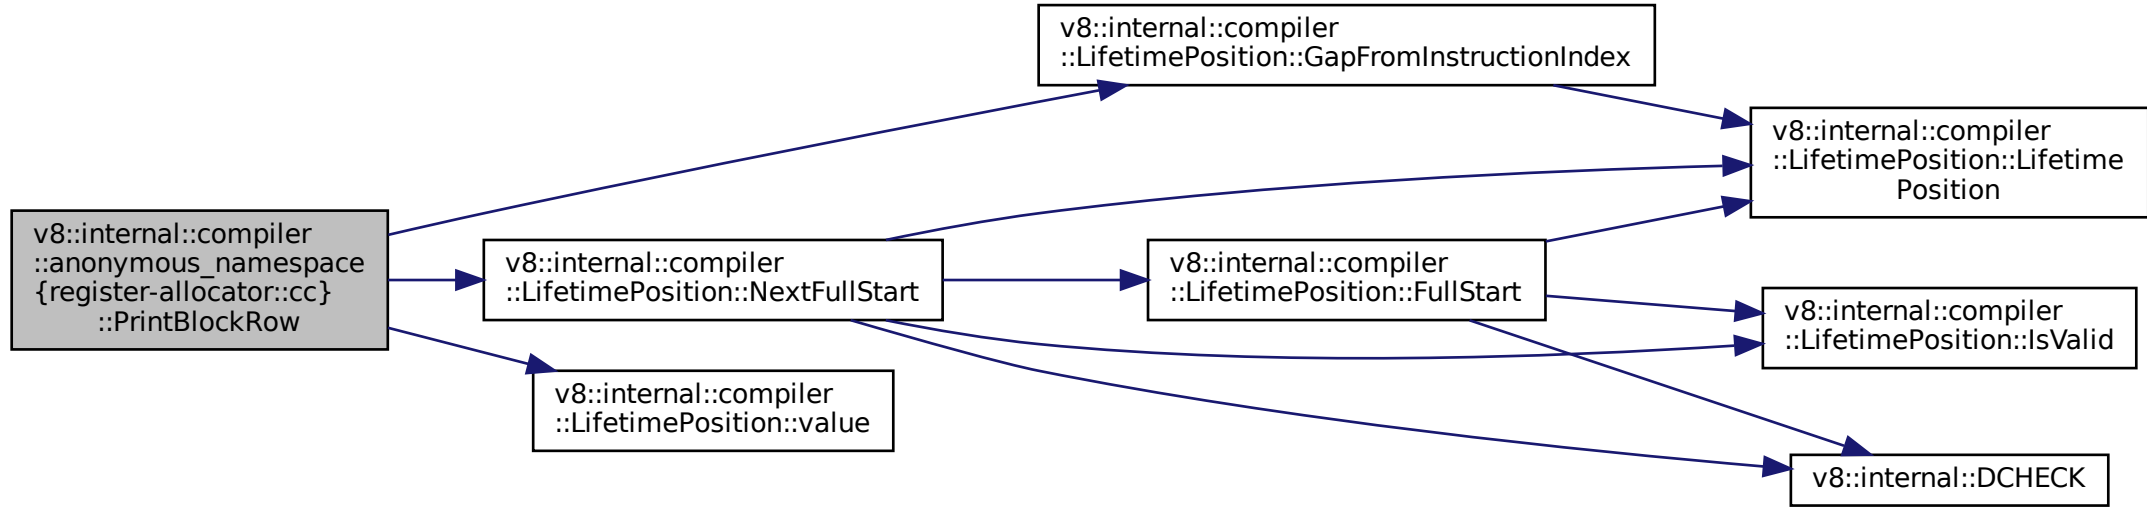 v8::internal::compiler
::LifetimePosition::GapFromInstructionIndex
v8::internal::compiler
::LifetimePosition::Lifetime
Position
v8::internal::compiler
::anonymous_namespace
{register-allocator::cc}
::PrintBlockRow
v8::internal::compiler
::LifetimePosition::NextFullStart
v8::internal::compiler
::LifetimePosition::FullStart
v8::internal::compiler
::LifetimePosition::IsValid
v8::internal::compiler
::LifetimePosition::value
v8::internal::DCHECK